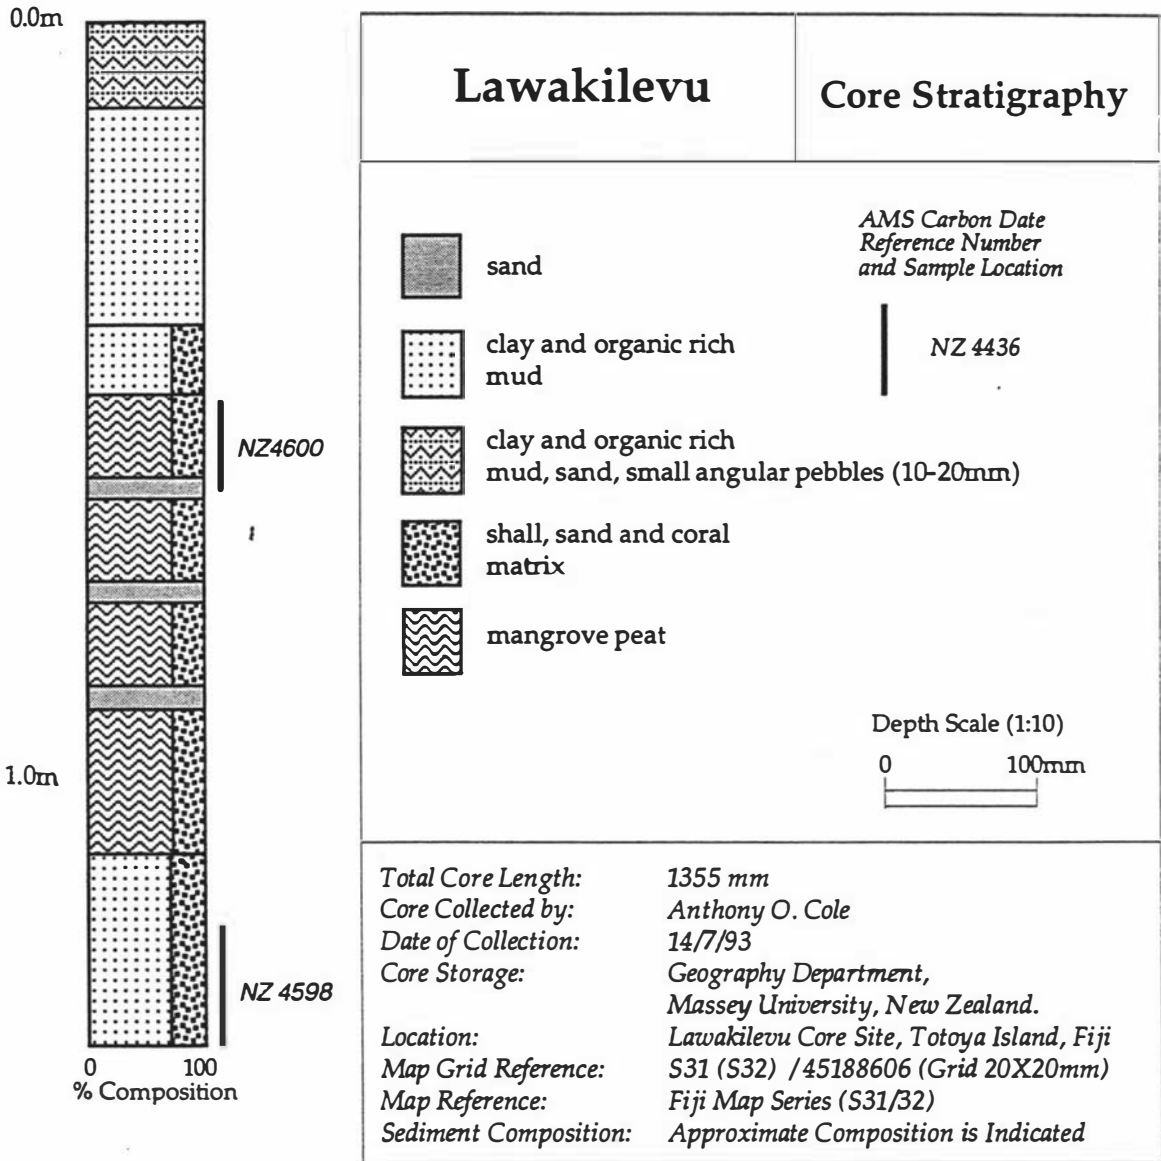 0.0m
Lawakilevu
Core Stratigraphy
sand
clay and organic rich
mud
clay and organic rich
mud, sand, small angular pebbles (10-20mm)
shall, sand and coral
matrix
mangrove peat
AMS Carbon Date
Reference Number
and Sample Location
NZ 4436
NZ4600
1.0m
NZ 4598
0 100
% Composition
Depth Scale (1:10)
0 100mm
Total Core Length: 1355 mm
Core Collected by: Anthony O. Cole
Date of Collection: 14/7/93
Core Storage: Geography Department,
Massey University, New Zealand.
Location: Lawakilevu Core Site, Totoya Island, Fiji
Map Grid Reference: S31 (S32) /45188606 (Grid 20X20mm)
Map Reference: Fiji Map Series (S31/32)
Sediment Composition: Approximate Composition is Indicated